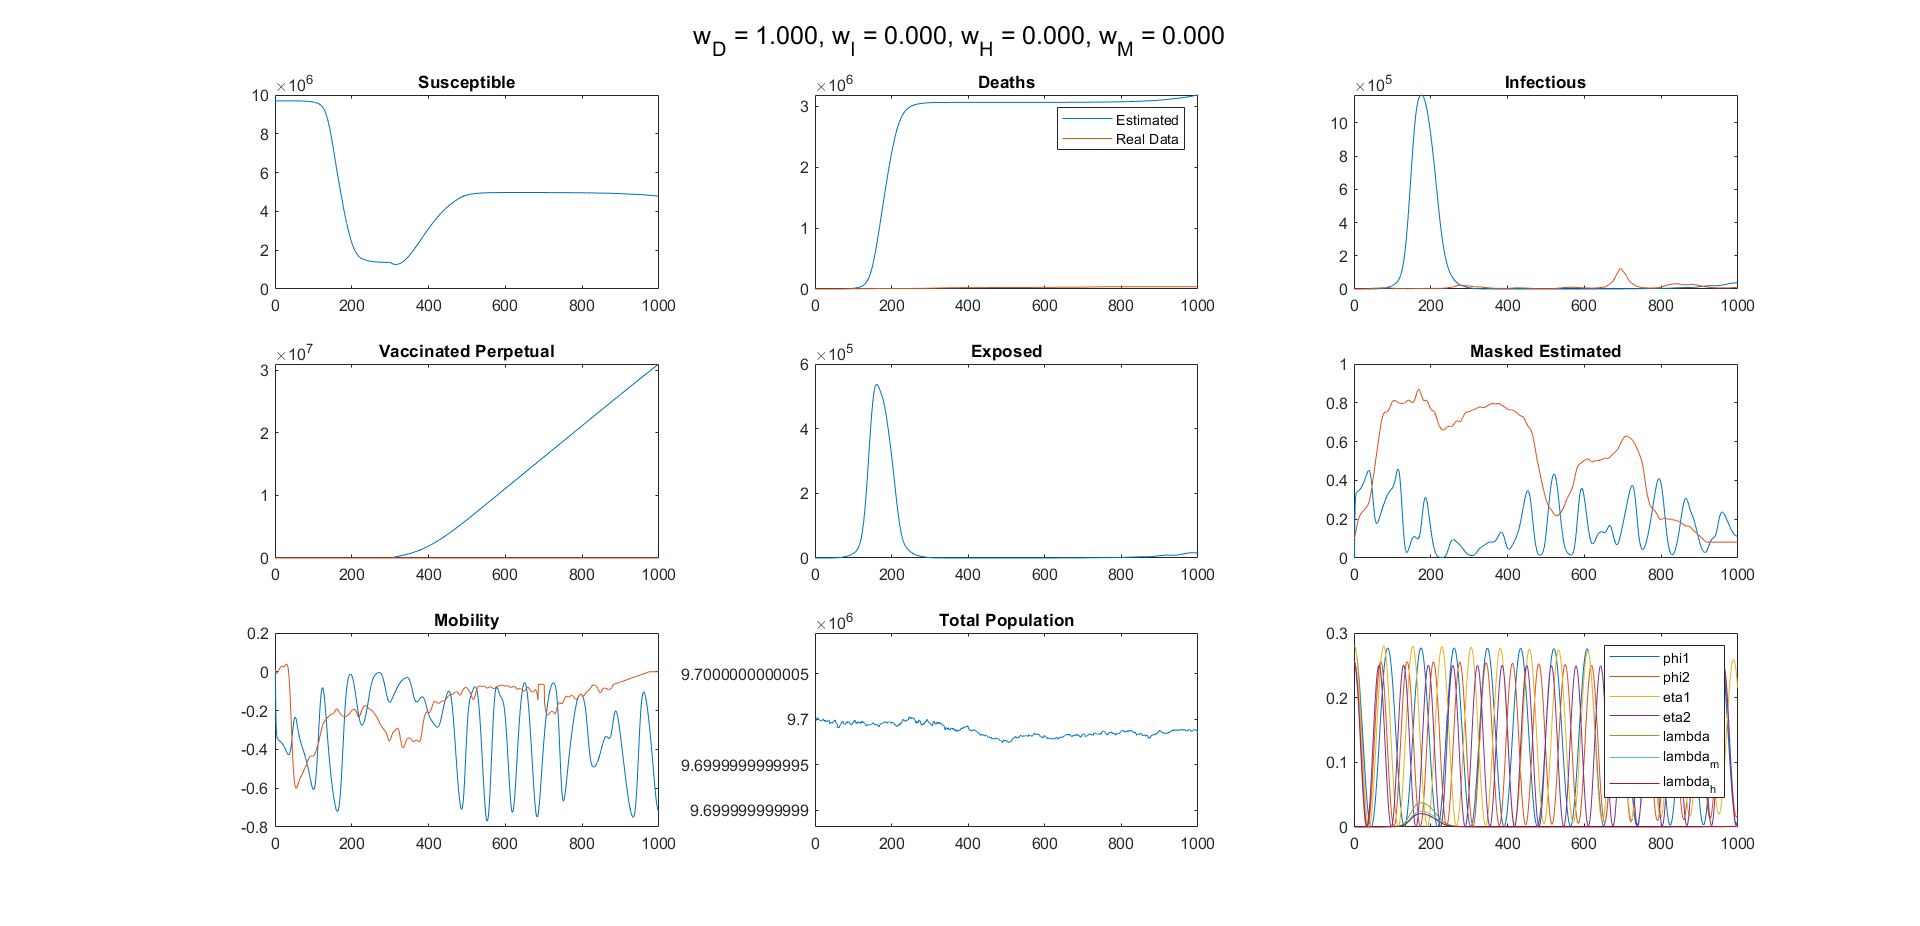 w_D = 1.000, w_I = 0.000, w_H = 0.000, w_M = 0.000
Susceptible
×10^6
10
8
6
4
2
0
0 200 400 600 800 1000
Deaths
×10^6
3
2
1
0
Estimated
Real Data
0 200 400 600 800 1000
Infectious
×10^5
10
8
6
4
2
0
0 200 400 600 800 1000
Vaccinated Perpetual
×10^7
3
2
1
0
0 200 400 600 800 1000
Exposed
×10^5
6
4
2
0
0 200 400 600 800 1000
Masked Estimated
1
0.8
0.6
0.4
0.2
0
0 200 400 600 800 1000
Mobility
0.2
0
-0.2
-0.4
-0.6
-0.8
0 200 400 600 800 1000
Total Population
×10^6
9.7000000000005
9.7
9.6999999999995
9.699999999999
0 200 400 600 800 1000
0.3
0.2
0.1
0
phi1
phi2
eta1
eta2
lambda
lambda_m
lambda_h
0 200 400 600 800 1000